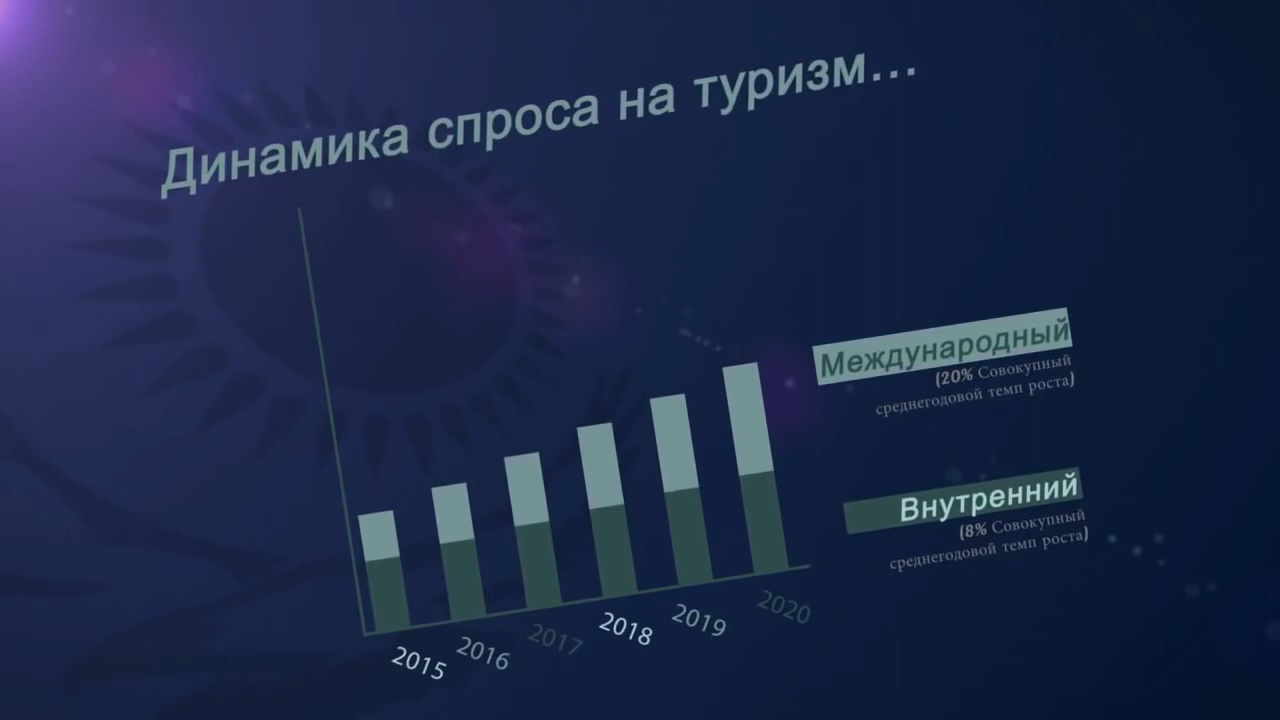 Динамика спроса на туризм...
Международный
(20% Совокупный
среднегодовой темп роста)
Внутренний
(8% Совокупный
среднегодовой темп роста)
2015
2016
2017
2018
2019
2020